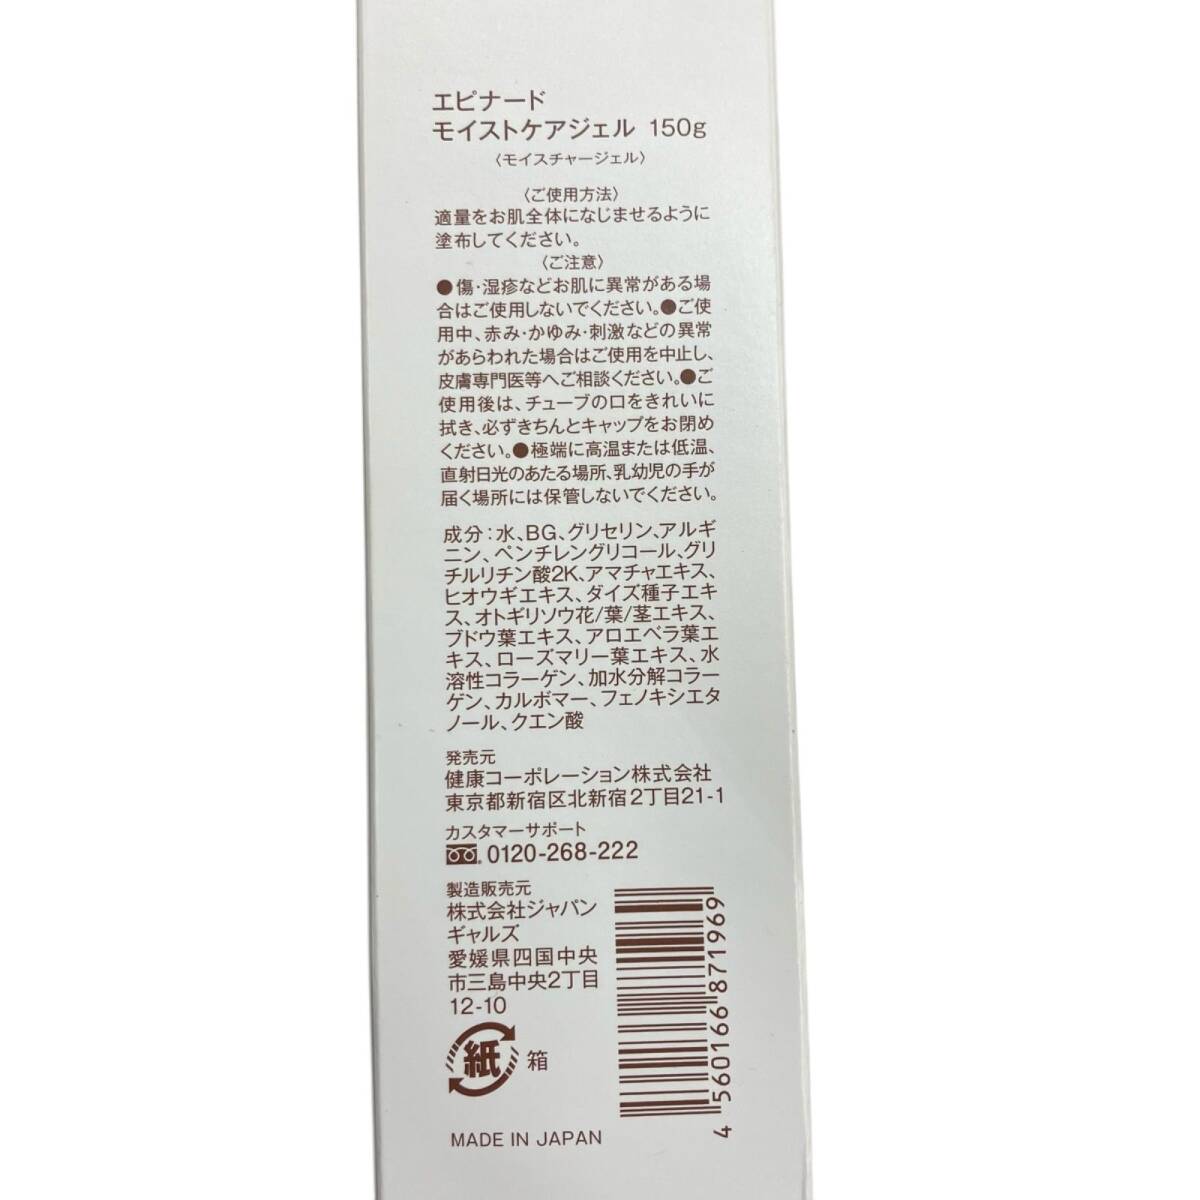 エピナード
モイストケアジェル 150g
〈モイスチャージェル〉
〈ご使用方法〉
適量をお肌全体になじませるように
塗布してください。
〈ご注意〉
●傷・湿疹などお肌に異常がある場
合はご使用しないでください。●ご使
用中、赤み・かゆみ・刺激などの異常
があらわれた場合はご使用を中止し、
皮膚専門医等へご相談ください。●ご
使用後は、チューブの口をきれいに
拭き、必ずきちんとキャップをお閉め
ください。●極端に高温または低温、
直射日光のあたる場所、乳幼児の手が
届く場所には保管しないでください。
成分：水、BG、グリセリン、アルギ
ニン、ペンチレングリコール、グリ
チルリチン酸2K、アマチャエキス、
ヒオウギエキス、ダイズ種子エキ
ス、オトギリソウ花/葉/茎エキス、
ブドウ葉エキス、アロエベラ葉エ
キス、ローズマリー葉エキス、水
溶性コラーゲン、加水分解コラー
ゲン、カルボマー、フェノキシエタ
ノール、クエン酸
発売元
健康コーポレーション株式会社
東京都新宿区北新宿2丁目21-1
カスタマーサポート
0120-268-222
製造販売元
株式会社ジャパン
ギャルズ
愛媛県四国中央
市三島中央2丁目
12-10
紙 箱
MADE IN JAPAN
4 560166 871969